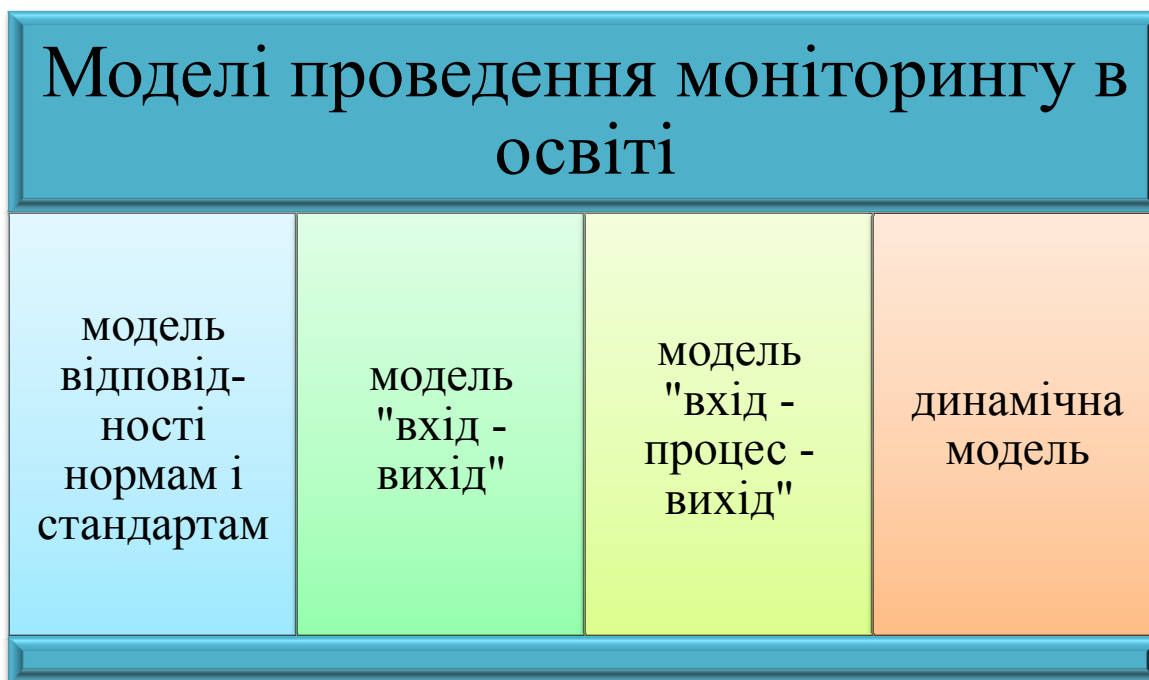 Моделі проведення моніторингу в
освіті
модель
відповід-
ності
нормам і
стандартам
модель
"вхід -
вихід"
модель
"вхід -
процес -
вихід"
динамічна
модель